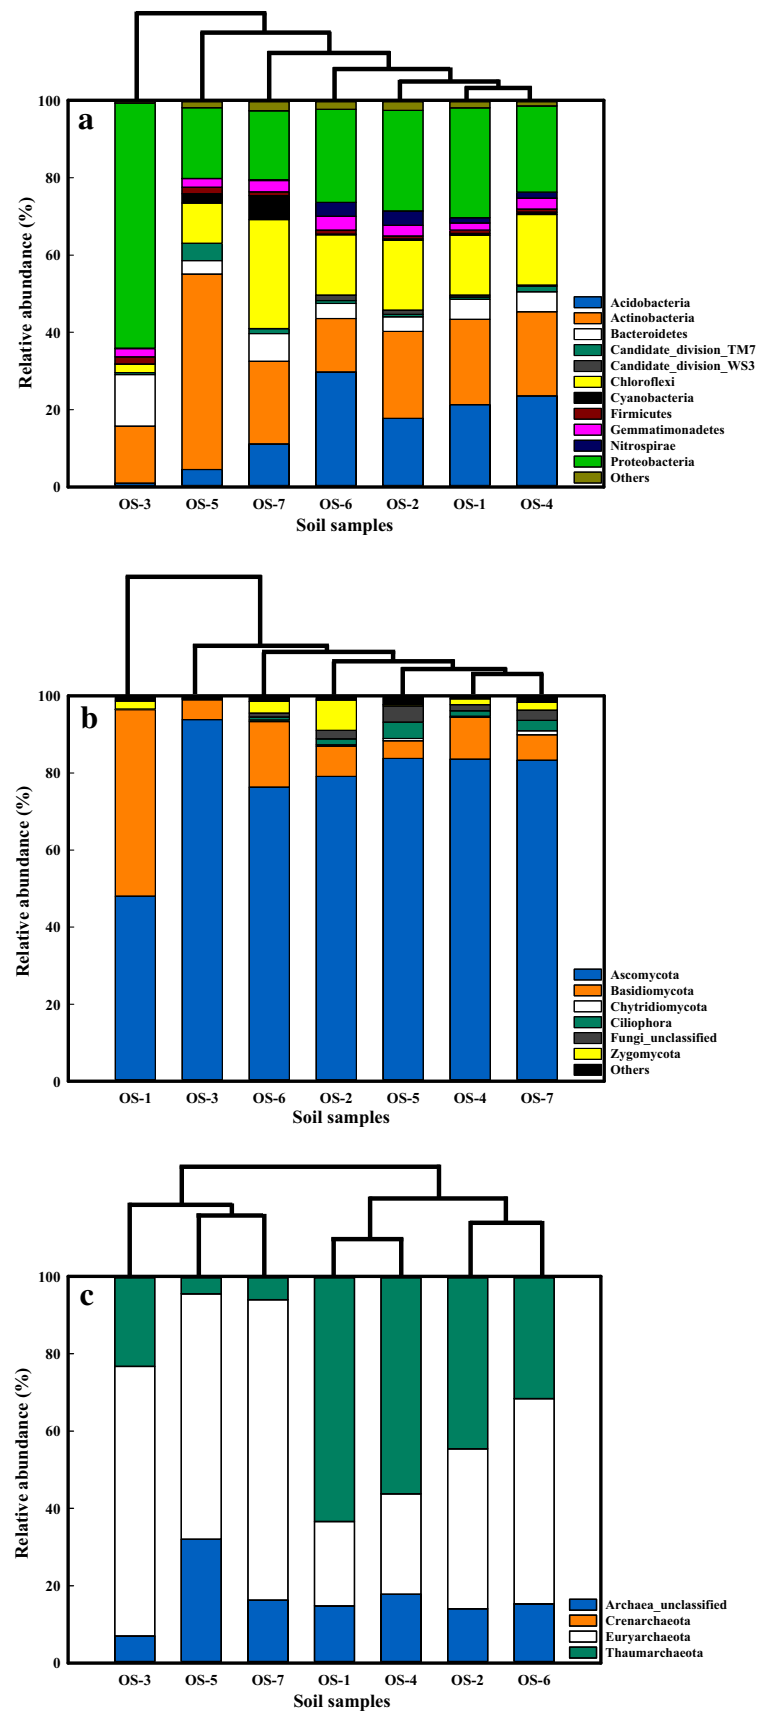 a
100
80
60
40
20
0
Relative abundance (%)
Acidobacteria
Actinobacteria
Bacteroidetes
Candidate_division_TM7
Candidate_division_WS3
Chloroflexi
Cyanobacteria
Firmicutes
Gemmatimonadetes
Nitrospirae
Proteobacteria
Others
OS-3 OS-5 OS-7 OS-6 OS-2 OS-1 OS-4
Soil samples
b
100
80
60
40
20
0
Relative abundance (%)
Ascomycota
Basidiomycota
Chytridiomycota
Ciliophora
Fungi_unclassified
Zygomycota
Others
OS-1 OS-3 OS-6 OS-2 OS-5 OS-4 OS-7
Soil samples
c
100
80
60
40
20
0
Relative abundance (%)
Archaea_unclassified
Crenarchaeota
Euryarchaeota
Thaumarchaeota
OS-3 OS-5 OS-7 OS-1 OS-4 OS-2 OS-6
Soil samples